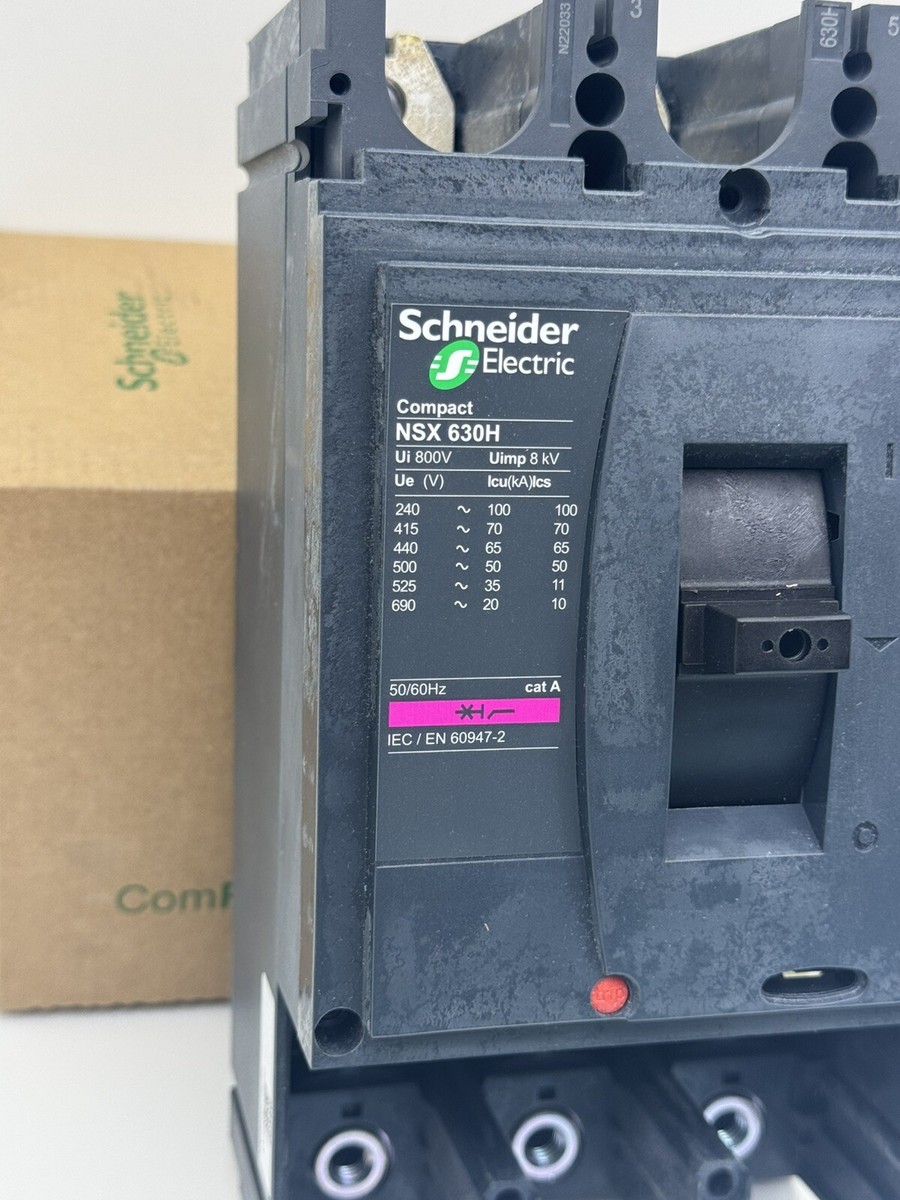 N22033
3
630H
5
Schneider
Electric
Schneider
Electric
Compact
NSX 630H
Ui 800V Uimp 8 kV
Ue (V) Icu(kA)Ics
240 ~ 100 100
415 ~ 70 70
440 ~ 65 65
500 ~ 50 50
525 ~ 35 11
690 ~ 20 10
50/60Hz cat A
IEC / EN 60947-2
O
trip
Com